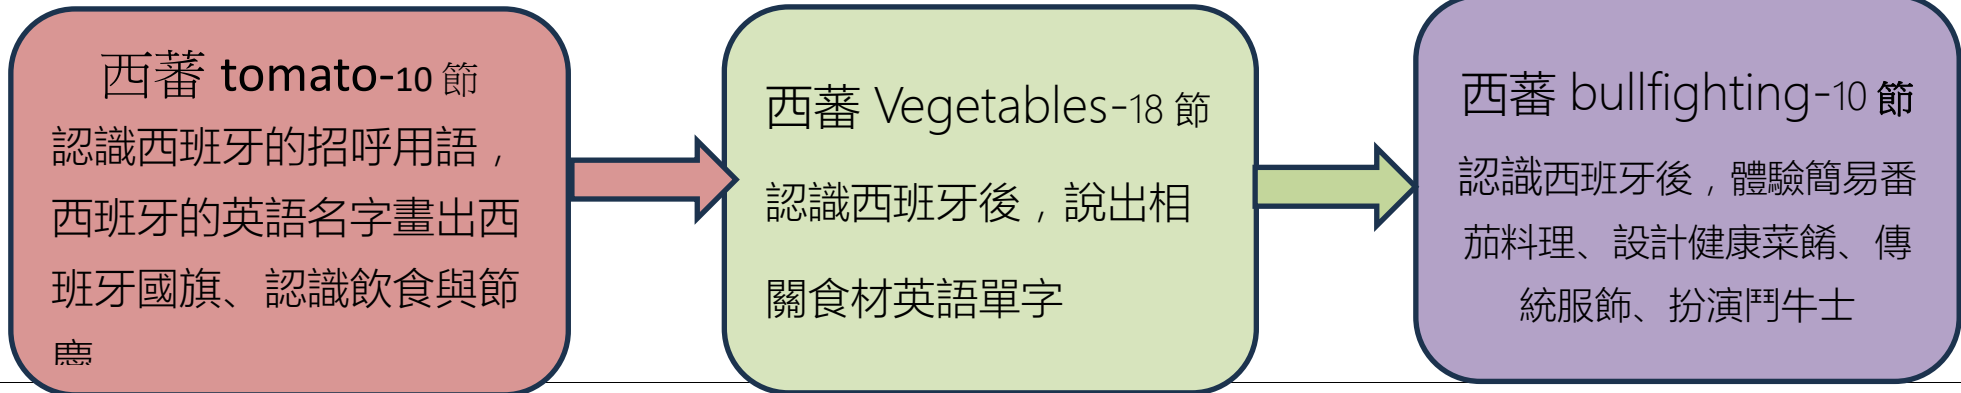 西蕃 tomato-10 節
認識西班牙的招呼用語，
西班牙的英語名字畫出西
班牙國旗、認識飲食與節
慶
西蕃 Vegetables-18 節
認識西班牙後，說出相
關食材英語單字
西蕃 bullfighting-10 節
認識西班牙後，體驗簡易番
茄料理、設計健康菜餚、傳
統服飾、扮演鬥牛士